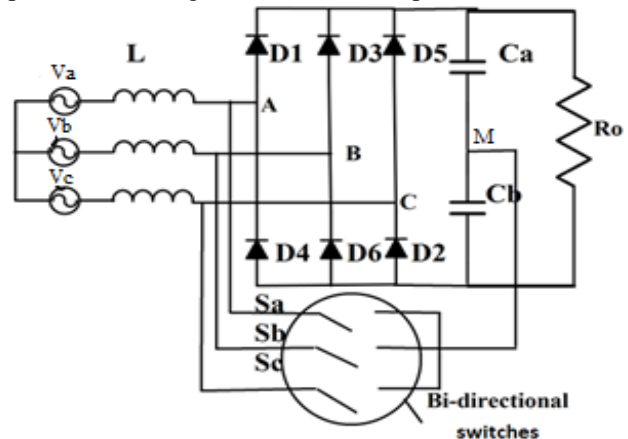 L
D1
D3
D5
Ca
Va
A
Ro
Vb
B
M
Vc
C
Cb
D4
D6
D2
Sa
Sb
Sc
Bi-directional
switches